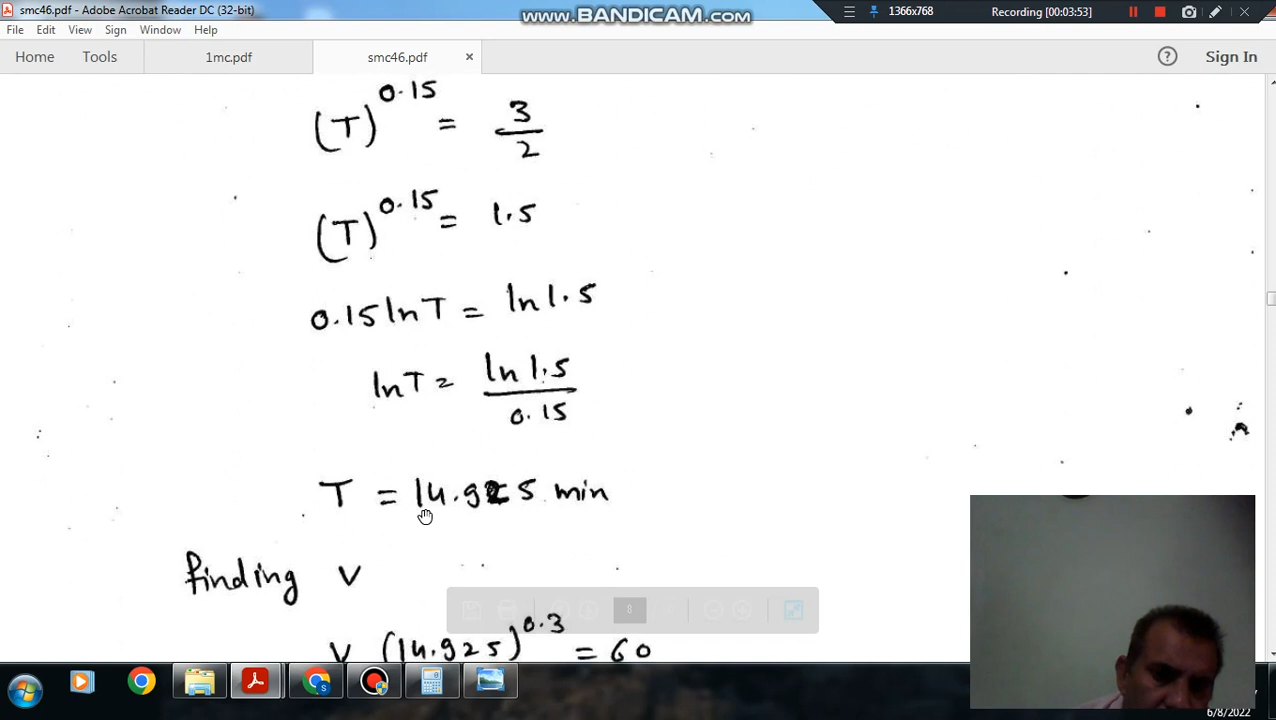 smc46.pdf - Adobe Acrobat Reader DC (32-bit)
www.BANDICAM.com
1366x768
Recording [00:03:53]
File Edit View Sign Window Help
Home Tools 1mc.pdf smc46.pdf × ? Sign In
(T)^0.15 = 3/2
(T)^0.15 = 1.5
0.15 ln T = ln 1.5
ln T = ln 1.5 / 0.15
T = 14.925 min
finding V
8
V (14.925)^0.3 = 60
6/8/2022